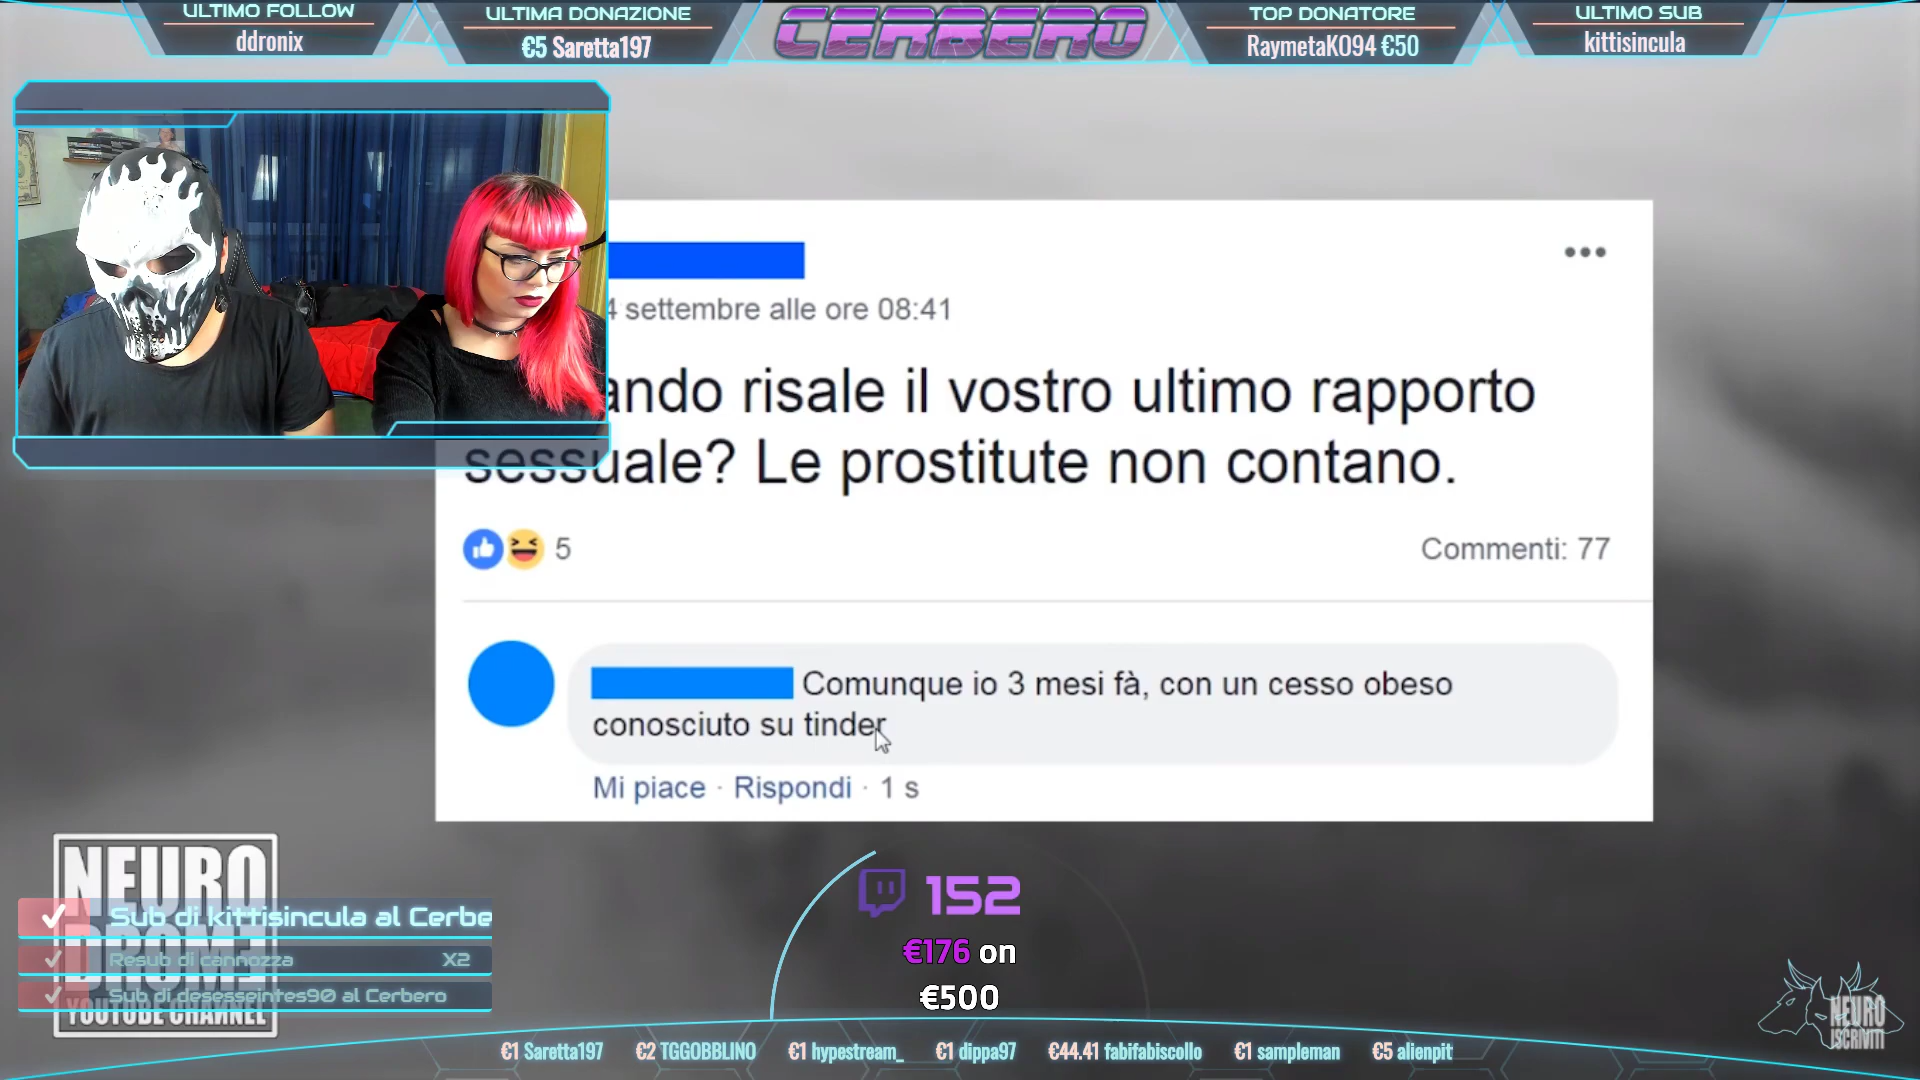 ULTIMO FOLLOW
ddronix
ULTIMA DONAZIONE
€5 Saretta197
CERBERO
TOP DONATORE
RaymetaKO94 €50
ULTIMO SUB
kittisincula
4 settembre alle ore 08:41
ando risale il vostro ultimo rapporto
sessuale? Le prostitute non contano.
5
Commenti: 77
Comunque io 3 mesi fà, con un cesso obeso
conosciuto su tinder
Mi piace · Rispondi · 1 s
NEURO
DROME
YOUTUBE CHANNEL
Sub di kittisincula al Cerbe
Resub di cannozza X2
Sub di desesseintes90 al Cerbero
152
€176 on
€500
NEURO
ISCRIVITI
€1 Saretta197 €2 TGGOBBLINO €1 hypestream_ €1 dippa97 €44.41 fabifabiscollo €1 sampleman €5 alienpit